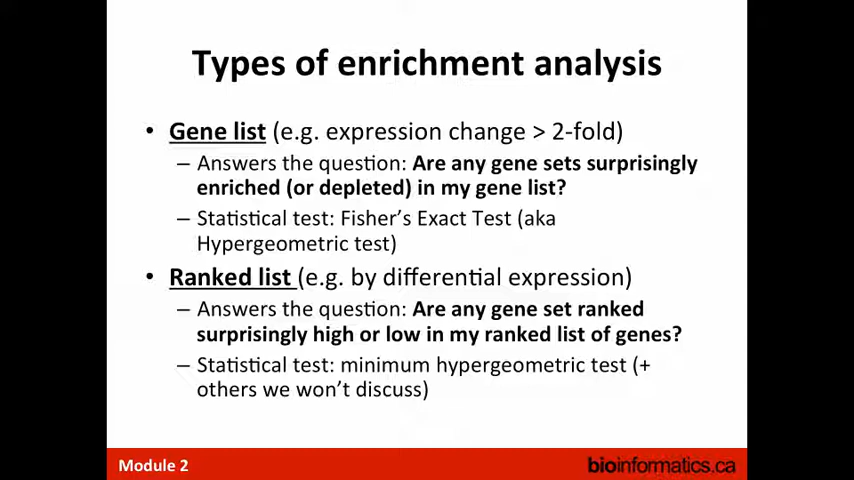 Types of enrichment analysis
• Gene list (e.g. expression change > 2-fold)
– Answers the question: Are any gene sets surprisingly
enriched (or depleted) in my gene list?
– Statistical test: Fisher's Exact Test (aka
Hypergeometric test)
• Ranked list (e.g. by differential expression)
– Answers the question: Are any gene set ranked
surprisingly high or low in my ranked list of genes?
– Statistical test: minimum hypergeometric test (+
others we won't discuss)
Module 2
bioinformatics.ca